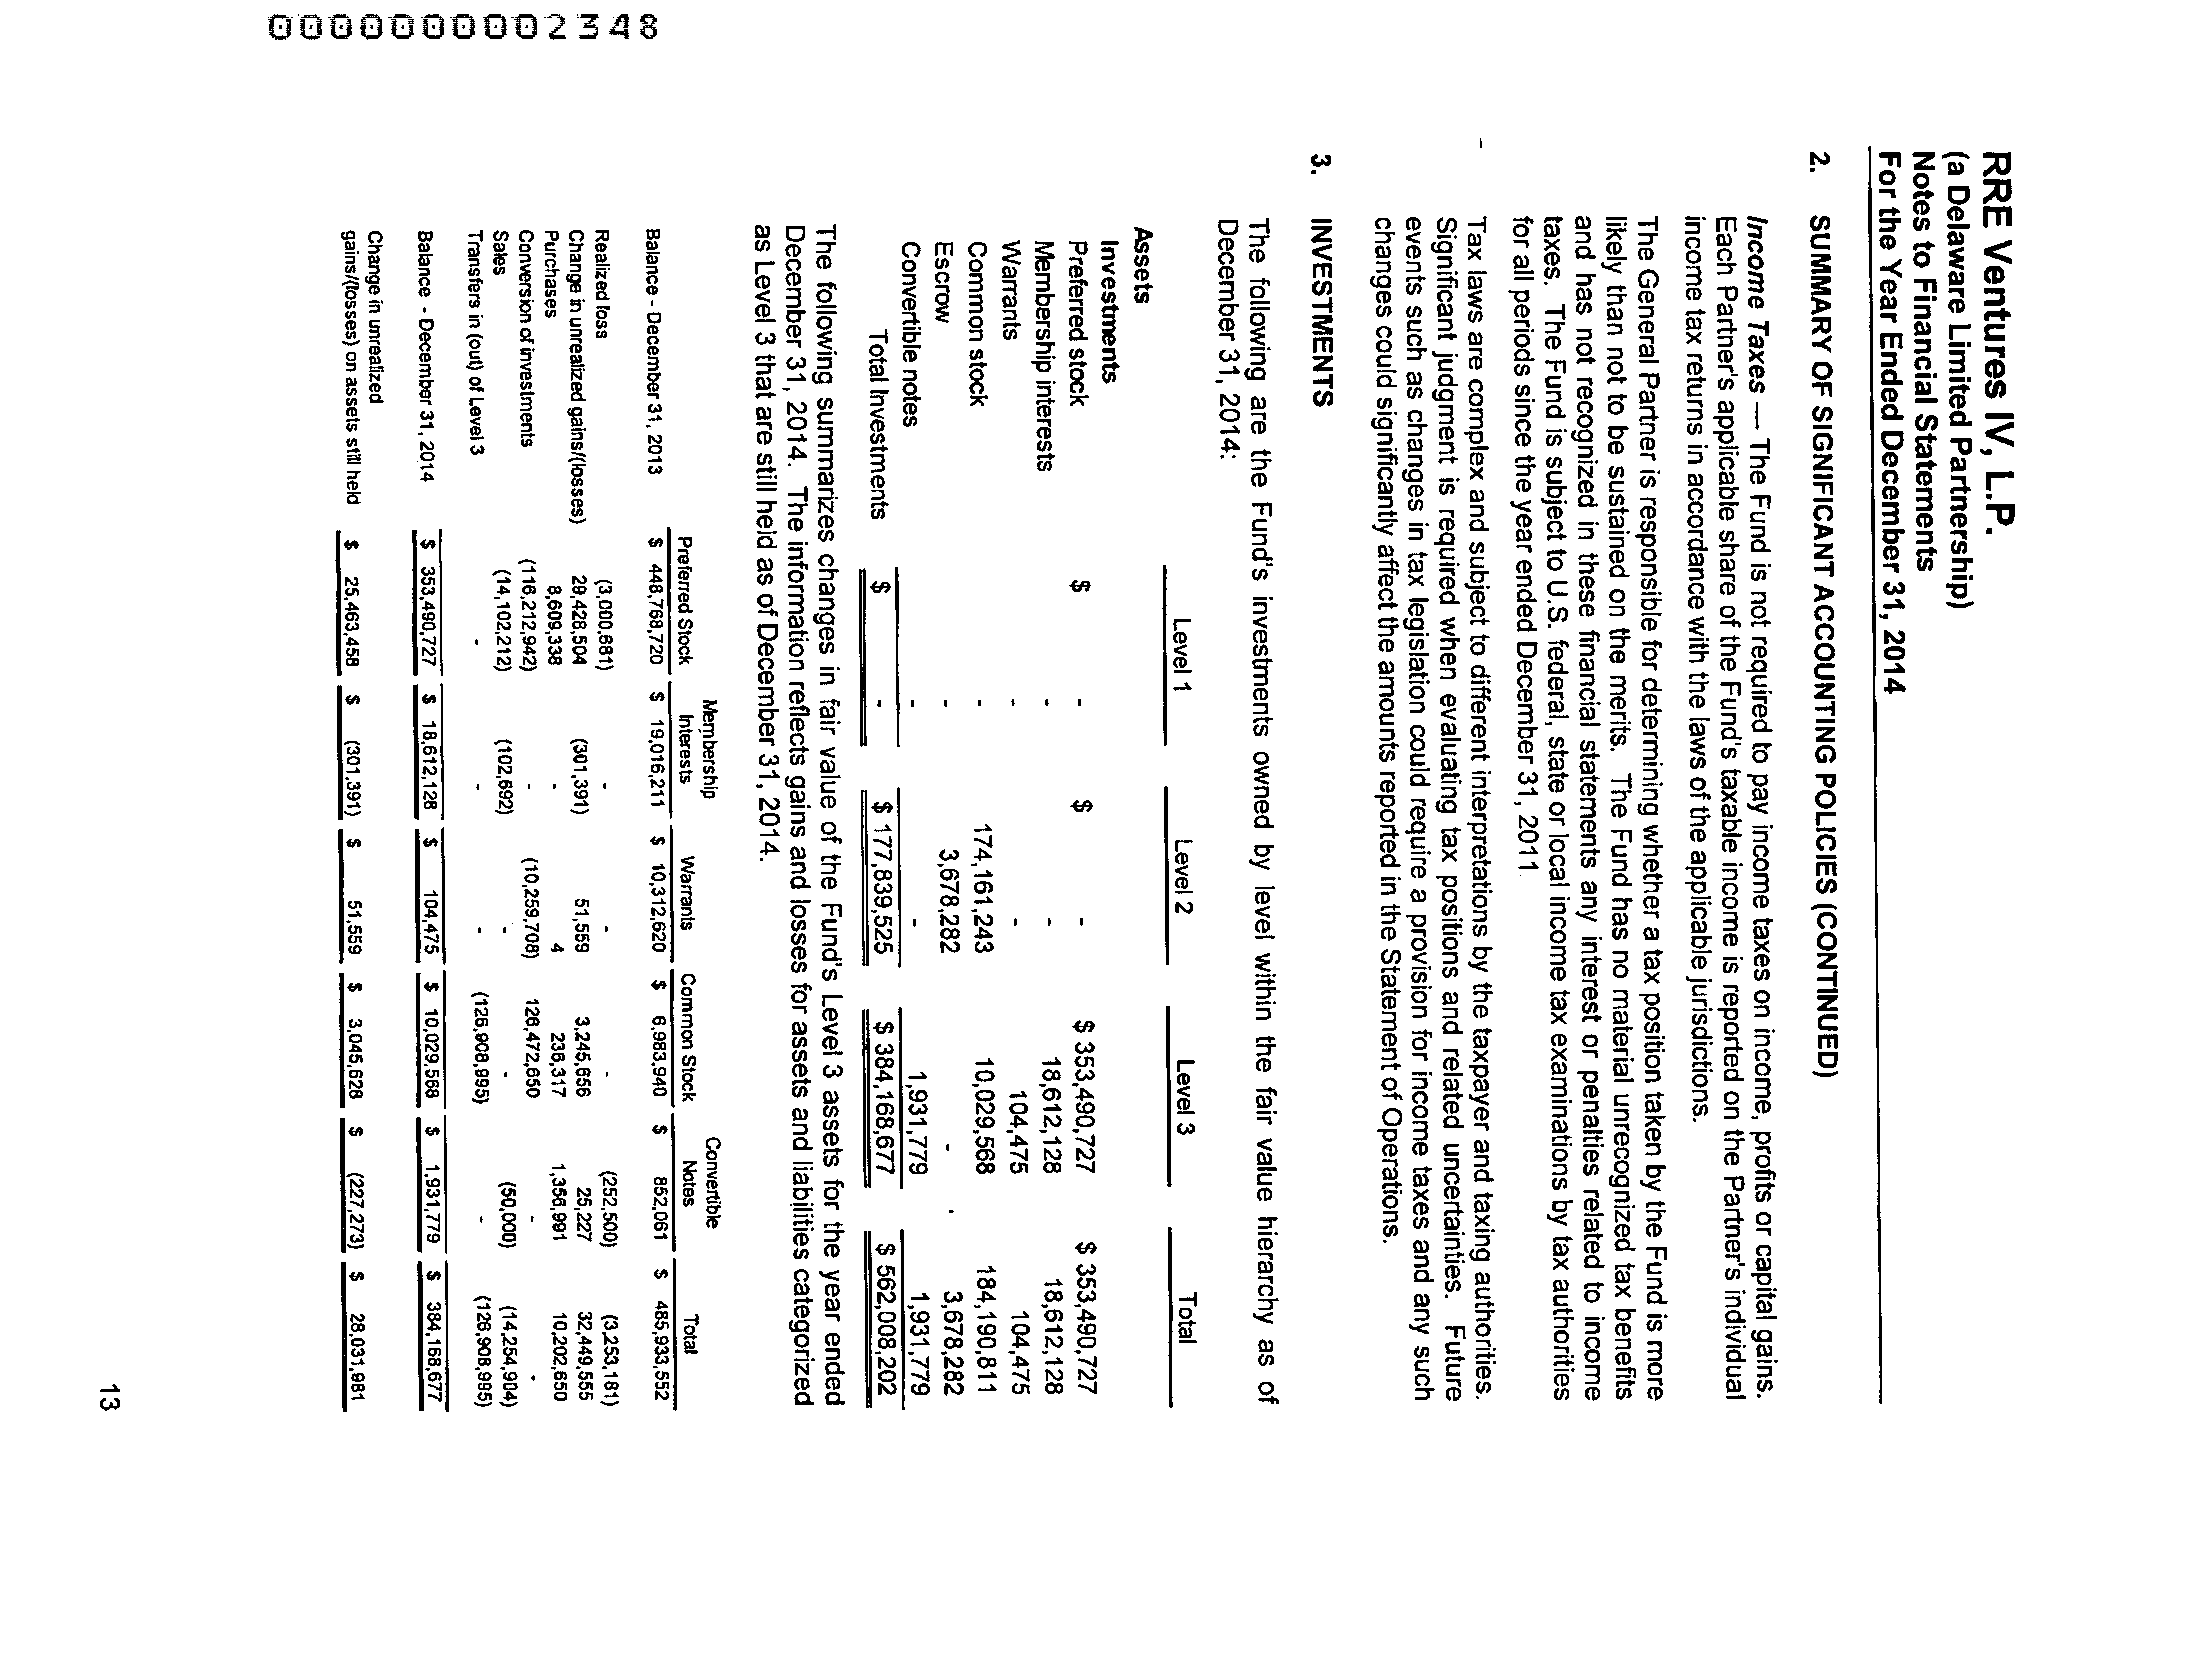 RRE Ventures IV, L.P.
(a Delaware Limited Partnership)
Notes to Financial Statements
For the Year Ended December 31, 2014
2. SUMMARY OF SIGNIFICANT ACCOUNTING POLICIES (CONTINUED)
Income Taxes — The Fund is not required to pay income taxes on income, profits or capital gains.
Each Partner's applicable share of the Fund's taxable income is reported on the Partner's individual
income tax returns in accordance with the laws of the applicable jurisdictions.
The General Partner is responsible for determining whether a tax position taken by the Fund is more
likely than not to be sustained on the merits. The Fund has no material unrecognized tax benefits
and has not recognized in these financial statements any interest or penalties related to income
taxes. The Fund is subject to U.S. federal, state or local income tax examinations by tax authorities
for all periods since the year ended December 31, 2011
Tax laws are complex and subject to different interpretations by the taxpayer and taxing authorities.
Significant judgment is required when evaluating tax positions and related uncertainties. Future
events such as changes in tax legislation could require a provision for income taxes and any such
changes could significantly affect the amounts reported in the Statement of Operations.
3. INVESTMENTS
The following are the Fund's investments owned by level within the fair value hierarchy as of
December 31, 2014:
Level 1 Level 2 Level 3 Total
Assets
Investments
Preferred stock $ - $ - $ 353,490,727 $ 353,490,727
Membership interests - - 18,612,128 18,612,128
Warrants - - 104,475 104,475
Common stock - 174,161,243 10,029,568 184,190,811
Escrow - 3,678,282 - 3,678,282
Convertible notes - - 1,931,779 1,931,779
Total Investments $ - $ 177,839,525 $ 384,168,677 $ 562,008,202
The following summarizes changes in fair value of the Fund's Level 3 assets for the year ended
December 31, 2014. The information reflects gains and losses for assets and liabilities categorized
as Level 3 that are still held as of December 31, 2014.
Membership Convertible
Preferred Stock Interests Warrants Common Stock Notes Total
Balance - December 31, 2013 $ 448,768,720 $ 19,016,211 $ 10,312,620 $ 6,983,940 $ 852,061 $ 485,933,552
Realized loss (3,000,681) - - - (252,500) (3,253,181)
Change in unrealized gains/(losses) 29,428,504 (301,391) 51,559 3,245,656 25,227 32,449,555
Purchases 8,609,338 - 4 236,317 1,356,991 10,202,650
Conversion of investments (116,212,942) - (10,259,708) 126,472,650 - -
Sales (14,102,212) (102,692) - - (50,000) (14,254,904)
Transfers in (out) of Level 3 - - - (126,908,995) - (126,908,995)
Balance - December 31, 2014 $ 353,490,727 $ 18,612,128 $ 104,475 $ 10,029,568 $ 1,931,779 $ 384,168,677
Change in unrealized
gains/(losses) on assets still held $ 25,463,458 $ (301,391) $ 51,559 $ 3,045,628 $ (227,273) $ 28,031,981
13
0000000002348